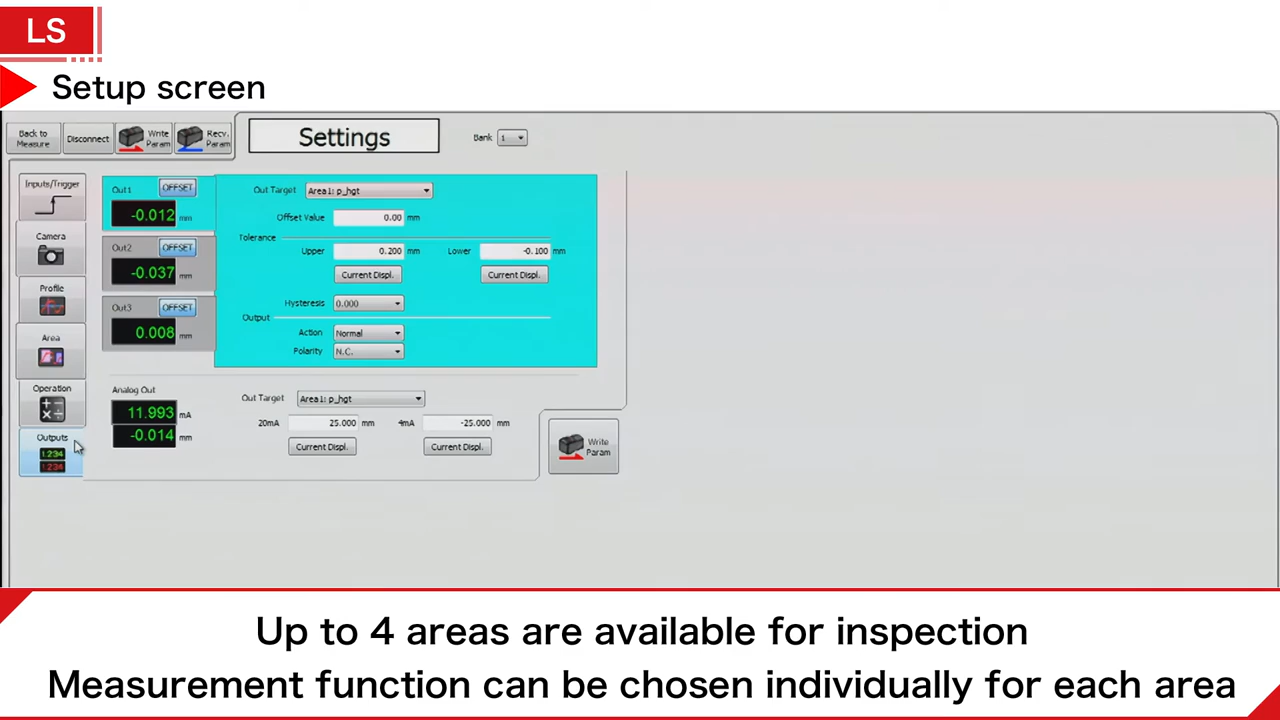 LS
Setup screen
Back to Measure
Disconnect
Write Param
Recv. Param
Settings
Bank 1
Inputs/Trigger
Camera
Profile
Area
Operation
Outputs
1.234
1.234
Out1 OFFSET
-0.012 mm
Out2 OFFSET
-0.037 mm
Out3 OFFSET
0.008 mm
Out Target Area1: p_hgt
Offset Value 0.00 mm
Tolerance
Upper 0.200 mm Lower -0.100 mm
Current Displ. Current Displ.
Hysteresis 0.000
Output
Action Normal
Polarity N.C.
Analog Out
11.993 mA
-0.014 mm
Out Target Area1: p_hgt
20mA 25.000 mm 4mA -25.000 mm
Current Displ. Current Displ.
Write Param
Up to 4 areas are available for inspection
Measurement function can be chosen individually for each area